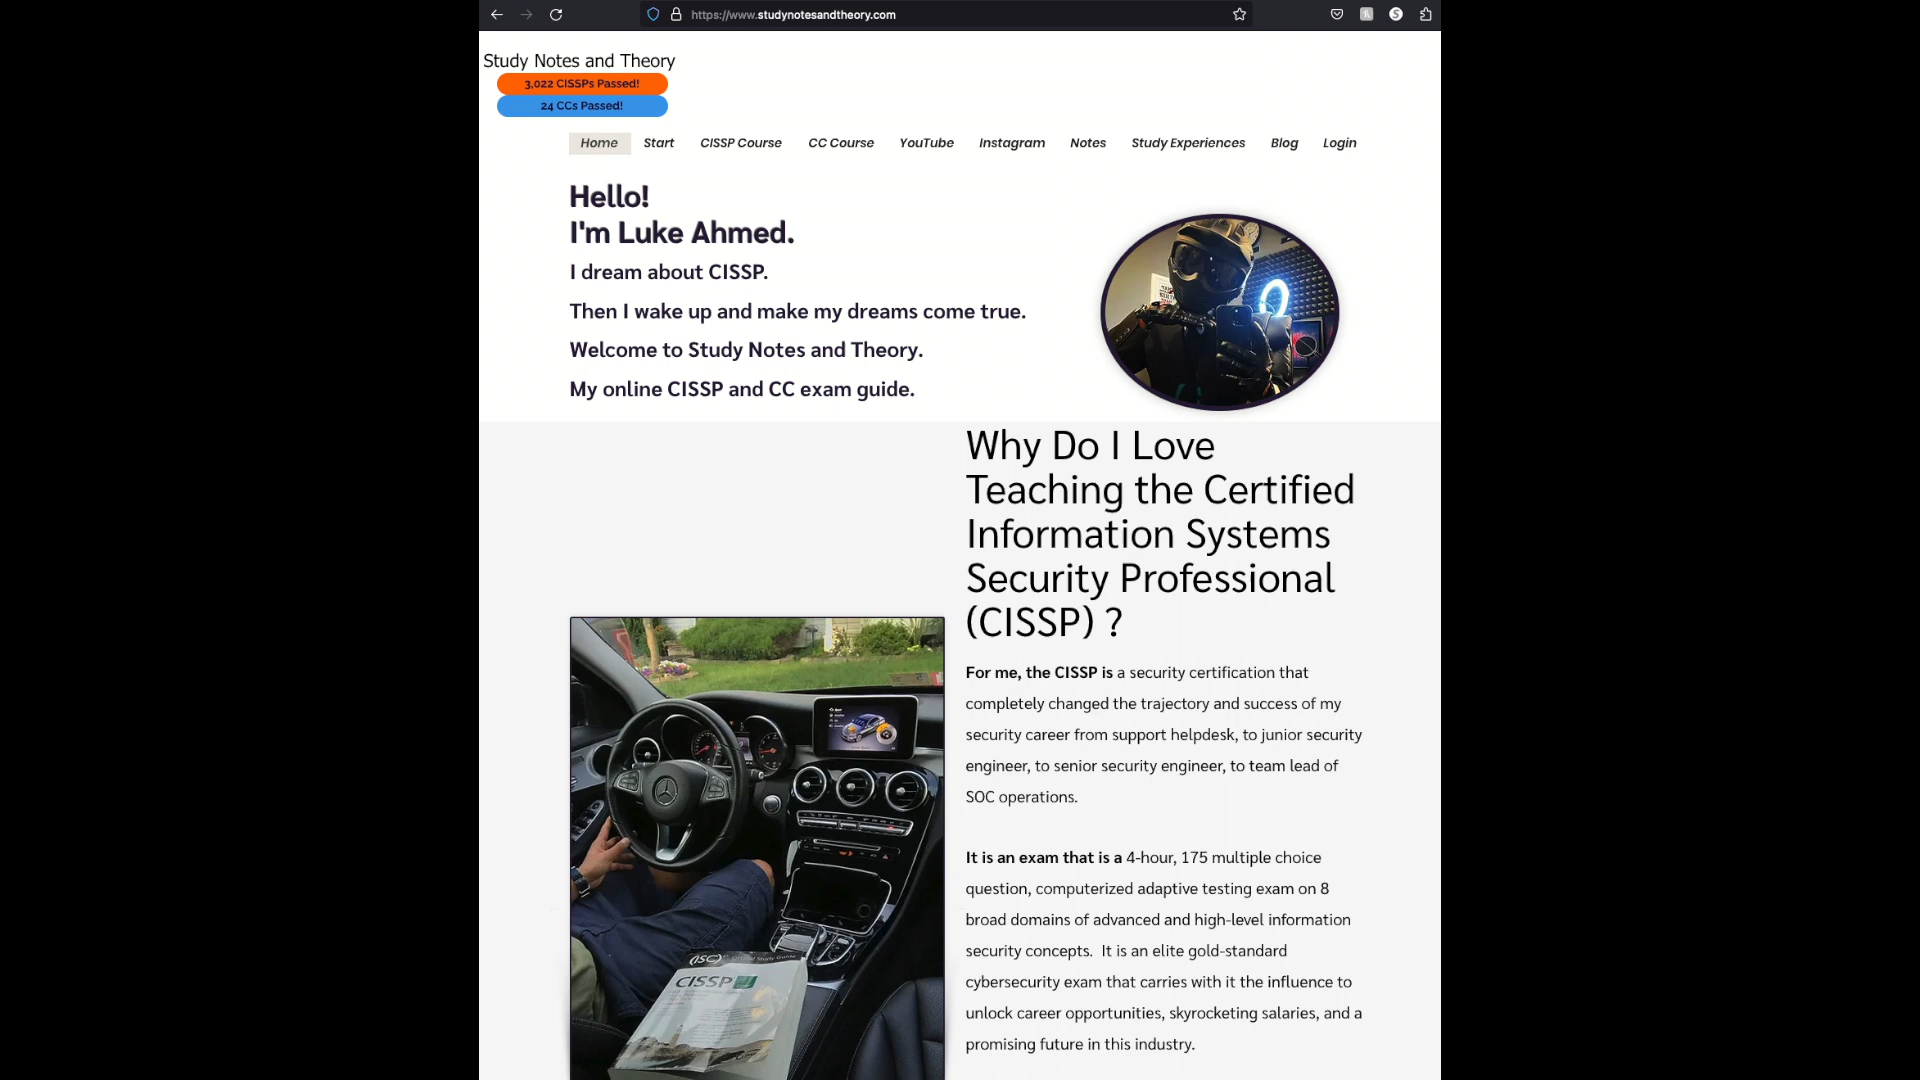 https://www.studynotesandtheory.com
Study Notes and Theory
3,022 CISSPs Passed!
24 CCs Passed!
Home Start CISSP Course CC Course YouTube Instagram Notes Study Experiences Blog Login
Hello!
I'm Luke Ahmed.
I dream about CISSP.
Then I wake up and make my dreams come true.
Welcome to Study Notes and Theory.
My online CISSP and CC exam guide.
Why Do I Love
Teaching the Certified
Information Systems
Security Professional
(CISSP) ?
For me, the CISSP is a security certification that
completely changed the trajectory and success of my
security career from support helpdesk, to junior security
engineer, to senior security engineer, to team lead of
SOC operations.
It is an exam that is a 4-hour, 175 multiple choice
question, computerized adaptive testing exam on 8
broad domains of advanced and high-level information
security concepts.  It is an elite gold-standard
cybersecurity exam that carries with it the influence to
unlock career opportunities, skyrocketing salaries, and a
promising future in this industry.
(ISC)² Official Study Guide
CISSP